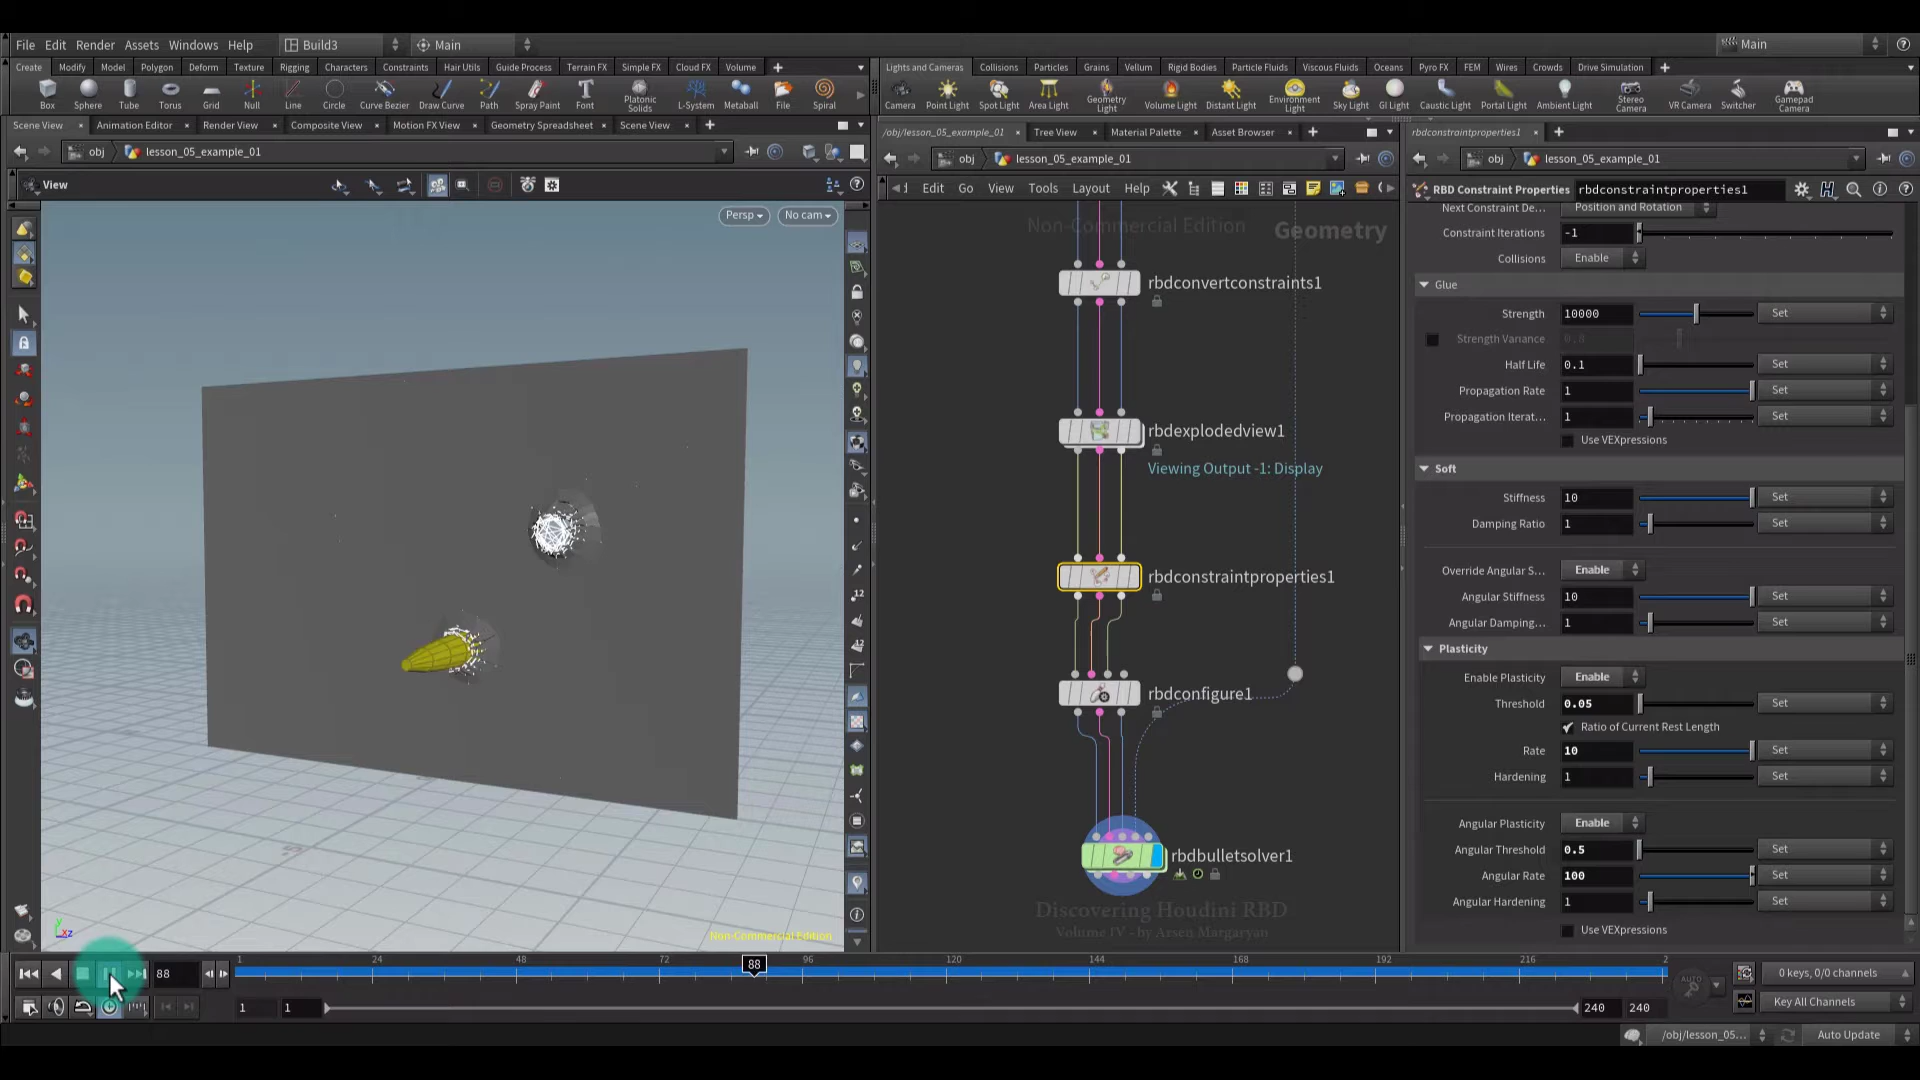 File Edit Render Assets Windows Help Build3 Main Main
Create Modify Model Polygon Deform Texture Rigging Characters Constraints Hair Utils Guide Process Terrain FX Simple FX Cloud FX Volume
Lights and Cameras Collisions Particles Grains Vellum Rigid Bodies Particle Fluids Viscous Fluids Oceans Pyro FX FEM Wires Crowds Drive Simulation
Box Sphere Tube Torus Grid Null Line Circle Curve Bezier Draw Curve Path Spray Paint Font Platonic Solids L-System Metaball File Spiral
Camera Point Light Spot Light Area Light Geometry Light Volume Light Distant Light Environment Light Sky Light GI Light Caustic Light Portal Light Ambient Light Stereo Camera VR Camera Switcher Gamepad Camera
Scene View Animation Editor Render View Composite View Motion FX View Geometry Spreadsheet Scene View
/obj/lesson_05_example_01 Tree View Material Palette Asset Browser
rbdconstraintproperties1
obj lesson_05_example_01
obj lesson_05_example_01
obj lesson_05_example_01
View
Edit Go View Tools Layout Help
RBD Constraint Properties rbdconstraintproperties1
Persp No cam
Non-Commercial Edition Geometry
rbdconvertconstraints1
rbdexplodedview1
Viewing Output -1: Display
rbdconstraintproperties1
rbdconfigure1
rbdbulletsolver1
Discovering Houdini RBD
Volume IV - by Arsen Margaryan
Next Constraint De... Position and Rotation
Constraint Iterations -1
Collisions Enable
Glue
Strength 10000 Set
Strength Variance 0.8
Half Life 0.1 Set
Propagation Rate 1 Set
Propagation Iterat... 1 Set
Use VEXpressions
Soft
Stiffness 10 Set
Damping Ratio 1 Set
Override Angular S... Enable
Angular Stiffness 10 Set
Angular Damping... 1 Set
Plasticity
Enable Plasticity Enable
Threshold 0.05 Set
Ratio of Current Rest Length
Rate 10 Set
Hardening 1 Set
Angular Plasticity Enable
Angular Threshold 0.5 Set
Angular Rate 100 Set
Angular Hardening 1 Set
Use VEXpressions
Non-Commercial Edition
88 1 24 48 72 88 96 120 144 168 192 216 2
1 1 240 240
0 keys, 0/0 channels
Key All Channels
/obj/lesson_05... Auto Update